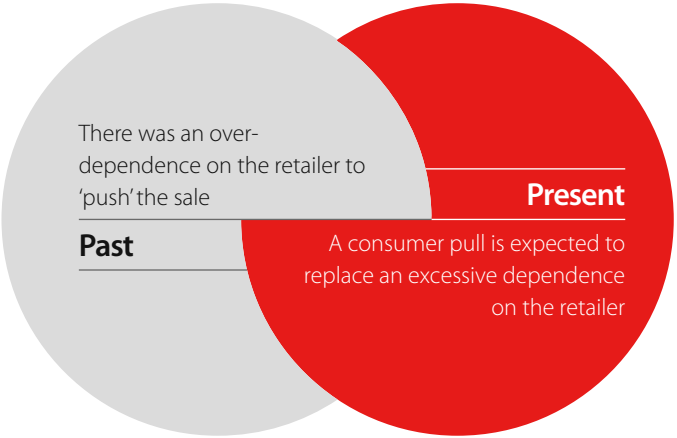 There was an over-
dependence on the retailer to
‘push’ the sale
Past
Present
A consumer pull is expected to
replace an excessive dependence
on the retailer